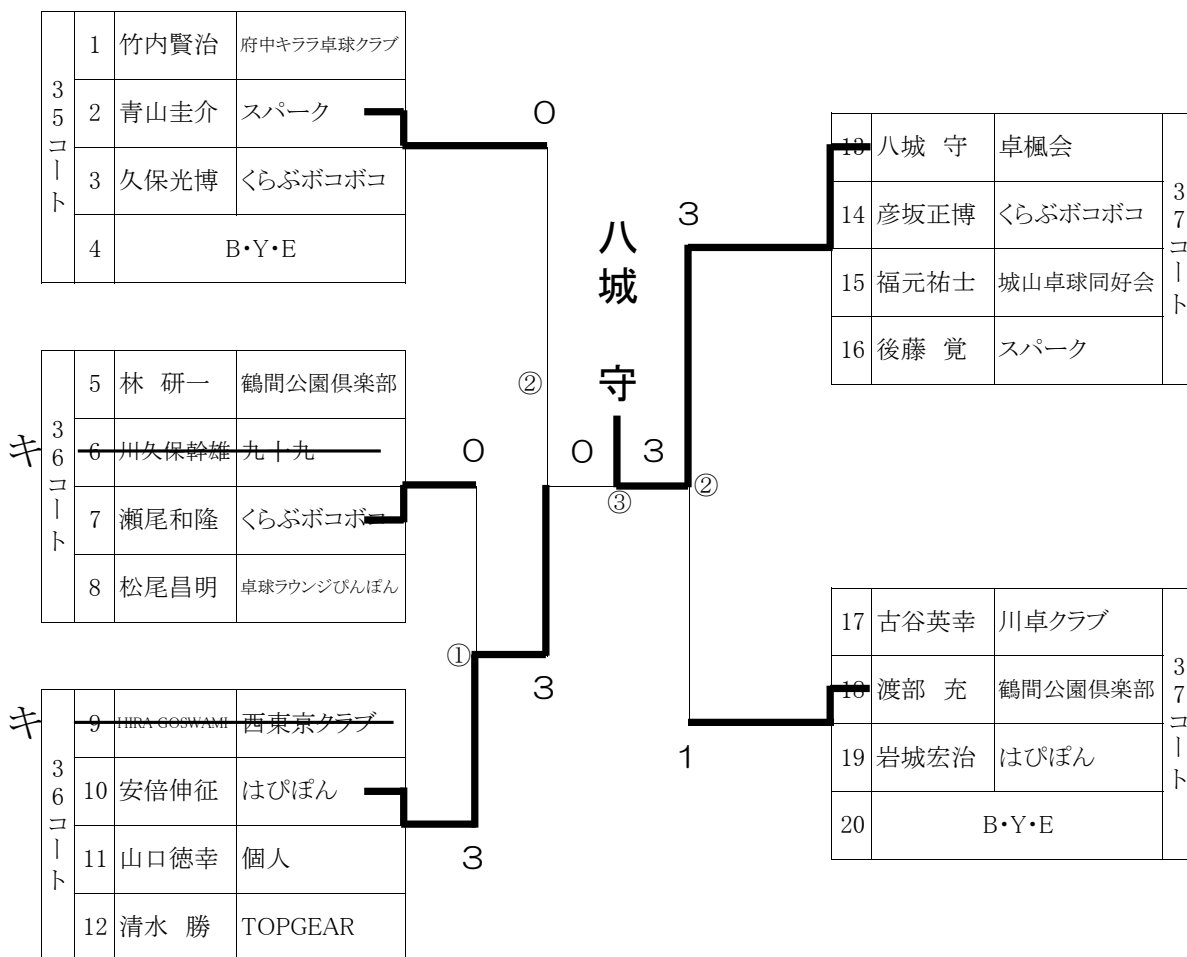 35コート
1 竹内賢治 府中キララ卓球クラブ
2 青山圭介 スパーク
3 久保光博 くらぶボコボコ
4 B・Y・E
0
36コート
5 林 研一 鶴間公園倶楽部
キ 6 川久保幹雄 九十九
7 瀬尾和隆 くらぶボコボコ
8 松尾昌明 卓球ラウンジぴんぽん
0
②
①
36コート
キ 9 HIRA GOSWAMI 西東京クラブ
10 安倍伸征 はぴぽん
11 山口徳幸 個人
12 清水 勝 TOPGEAR
3
3
八城 守
0 3
③
②
3
1
13 八城 守 卓楓会
14 彦坂正博 くらぶボコボコ
15 福元祐士 城山卓球同好会
16 後藤 覚 スパーク
37コート
17 古谷英幸 川卓クラブ
18 渡部 充 鶴間公園倶楽部
19 岩城宏治 はぴぽん
20 B・Y・E
37コート